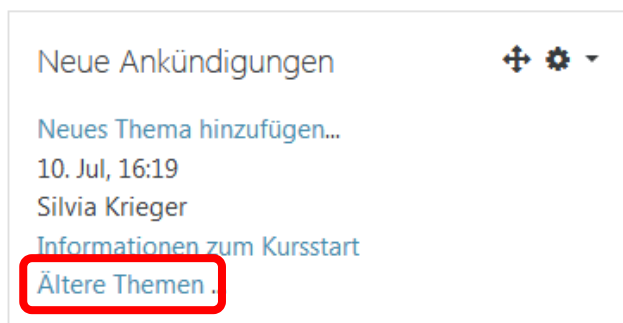 Neue Ankündigungen
Neues Thema hinzufügen...
10. Jul, 16:19
Silvia Krieger
Informationen zum Kursstart
Ältere Themen ..